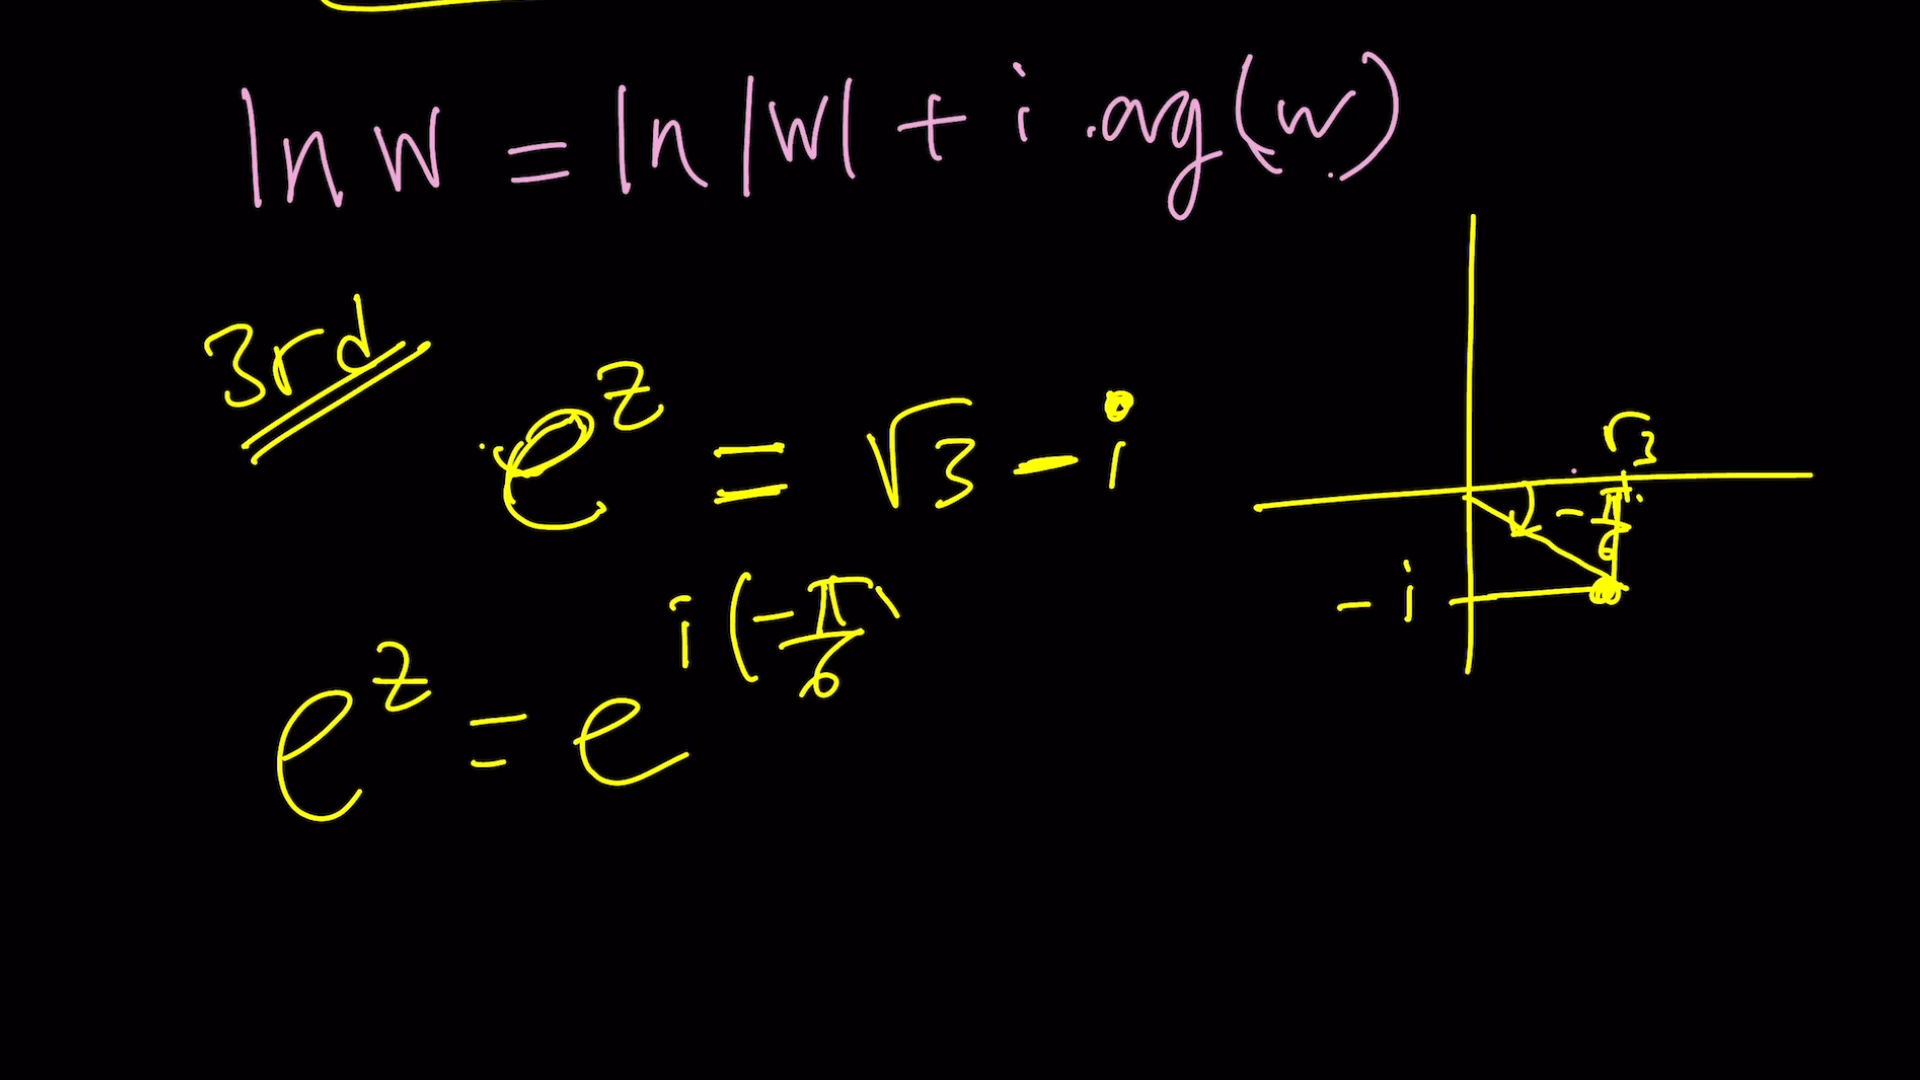 ln w = ln |w| + i . arg(w)
3rd
e^z = √3 - i
√3
- π/6
- i
e^z = e^i(-π/6)